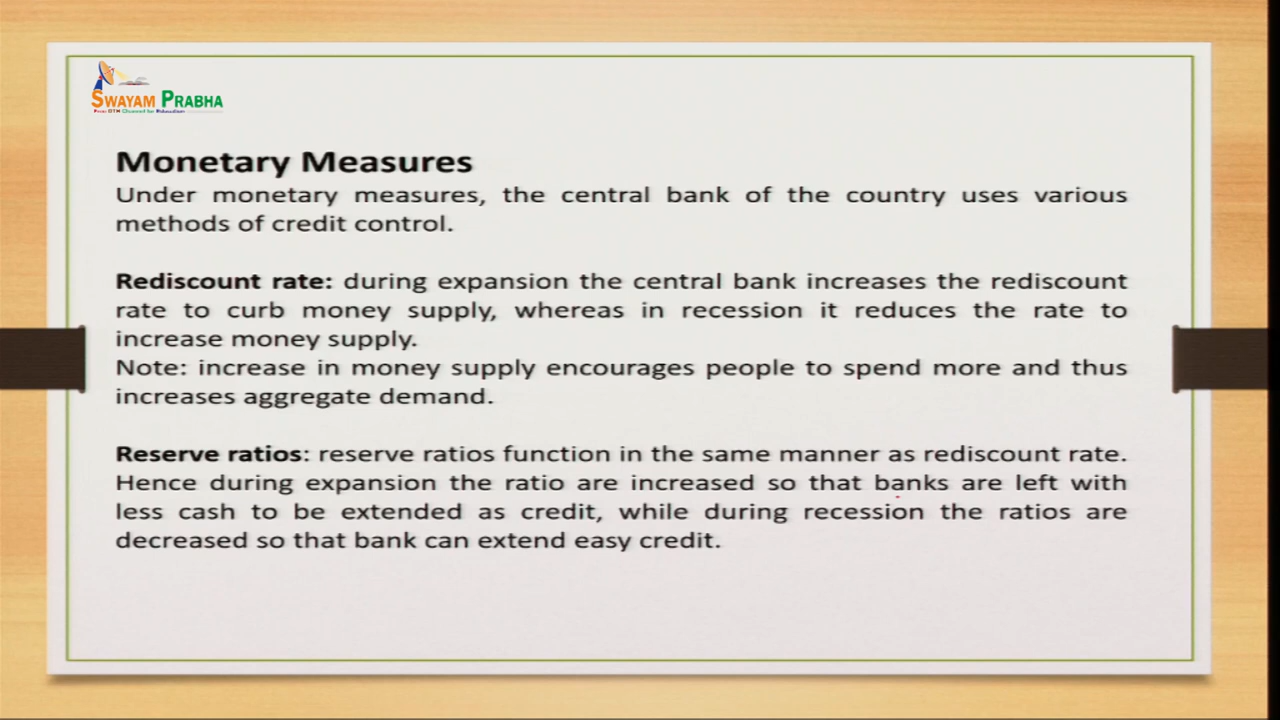 SWAYAM PRABHA
Free DTH Channel for Education
Monetary Measures
Under monetary measures, the central bank of the country uses various
methods of credit control.
Rediscount rate: during expansion the central bank increases the rediscount
rate to curb money supply, whereas in recession it reduces the rate to
increase money supply.
Note: increase in money supply encourages people to spend more and thus
increases aggregate demand.
Reserve ratios: reserve ratios function in the same manner as rediscount rate.
Hence during expansion the ratio are increased so that banks are left with
less cash to be extended as credit, while during recession the ratios are
decreased so that bank can extend easy credit.